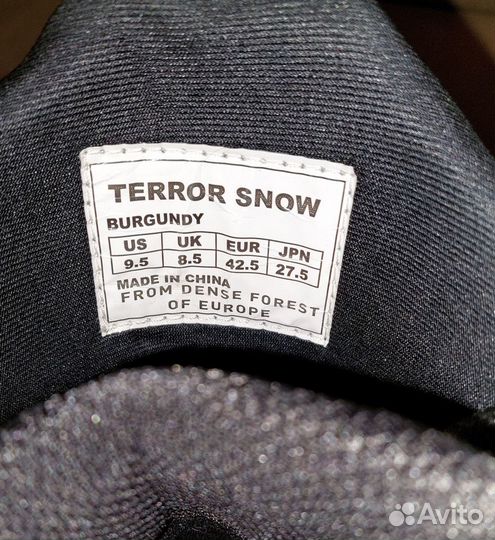 TERROR SNOW
BURGUNDY
US UK EUR JPN
9.5 8.5 42.5 27.5
MADE IN CHINA
FROM DENSE FOREST
OF EUROPE
Avito